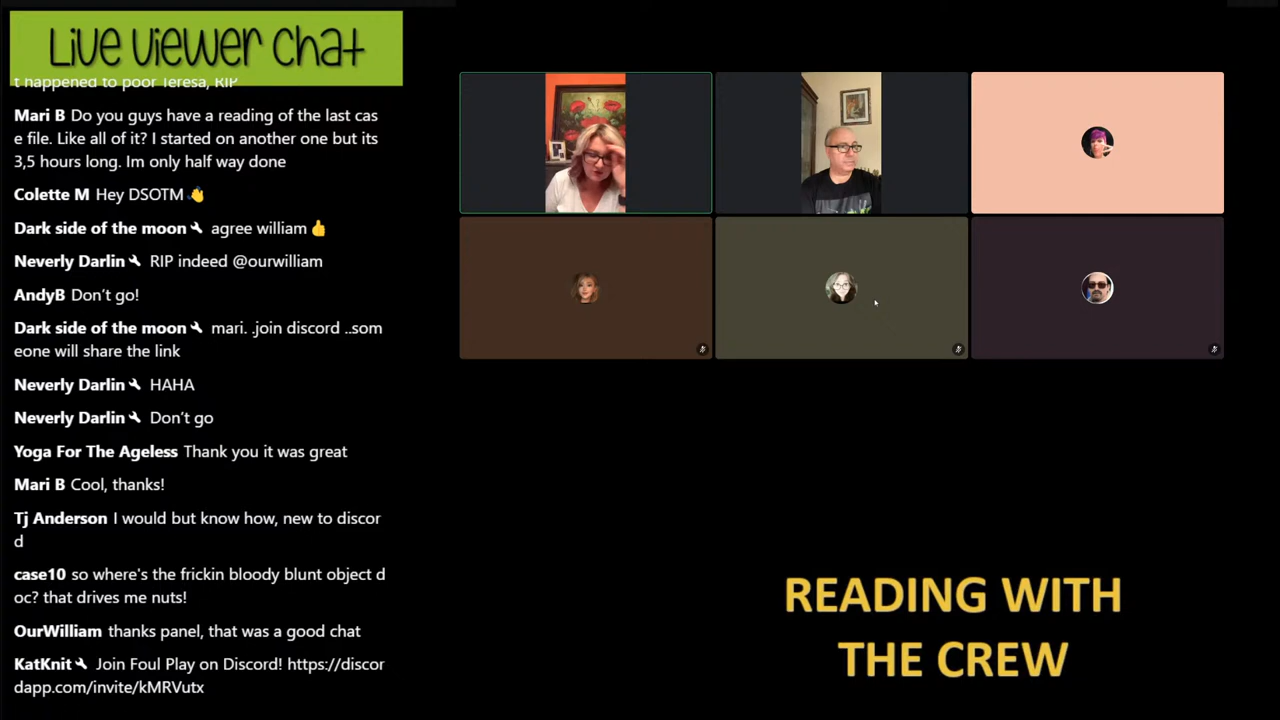 Live Viewer Chat
t happened to poor Teresa, RIP
Mari B Do you guys have a reading of the last cas
e file. Like all of it? I started on another one but its
3,5 hours long. Im only half way done
Colette M Hey DSOTM 👋
Dark side of the moon agree william👍
Neverly Darlin RIP indeed @ourwilliam
AndyB Don’t go!
Dark side of the moon mari. .join discord ..som
eone will share the link
Neverly Darlin HAHA
Neverly Darlin Don’t go
Yoga For The Ageless Thank you it was great
Mari B Cool, thanks!
Tj Anderson I would but know how, new to discor
d
case10 so where's the frickin bloody blunt object d
oc? that drives me nuts!
OurWilliam thanks panel, that was a good chat
KatKnit Join Foul Play on Discord! https://discor
dapp.com/invite/kMRVutx
READING WITH
THE CREW